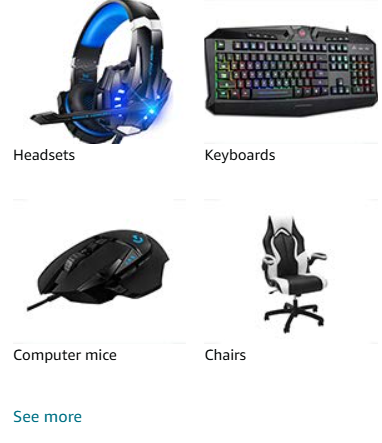 Headsets
Keyboards
Computer mice
Chairs
See more